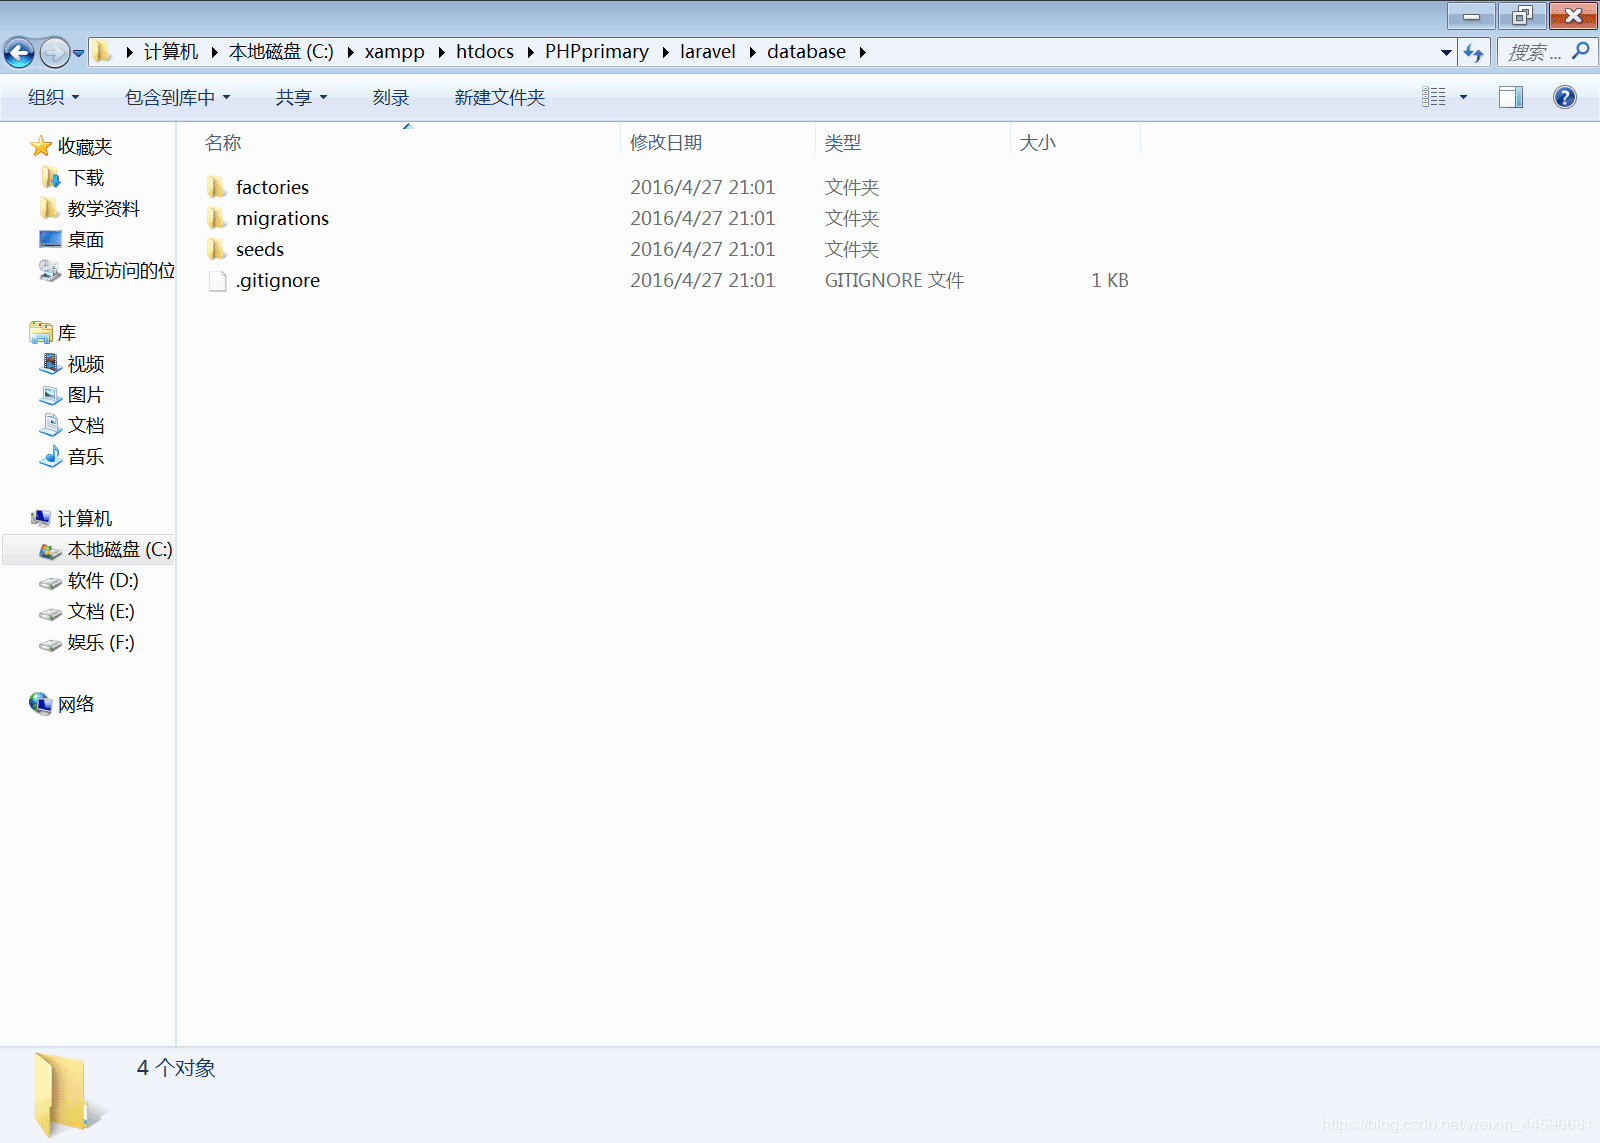 计算机 本地磁盘 (C:) xampp htdocs PHPprimary laravel database
搜索 ...
组织 包含到库中 共享 刻录 新建文件夹
名称 修改日期 类型 大小
factories 2016/4/27 21:01 文件夹
migrations 2016/4/27 21:01 文件夹
seeds 2016/4/27 21:01 文件夹
.gitignore 2016/4/27 21:01 GITIGNORE 文件 1 KB
收藏夹
下载
教学资料
桌面
最近访问的位
库
视频
图片
文档
音乐
计算机
本地磁盘 (C:)
软件 (D:)
文档 (E:)
娱乐 (F:)
网络
4 个对象
https://blog.csdn.net/weixin_44596681